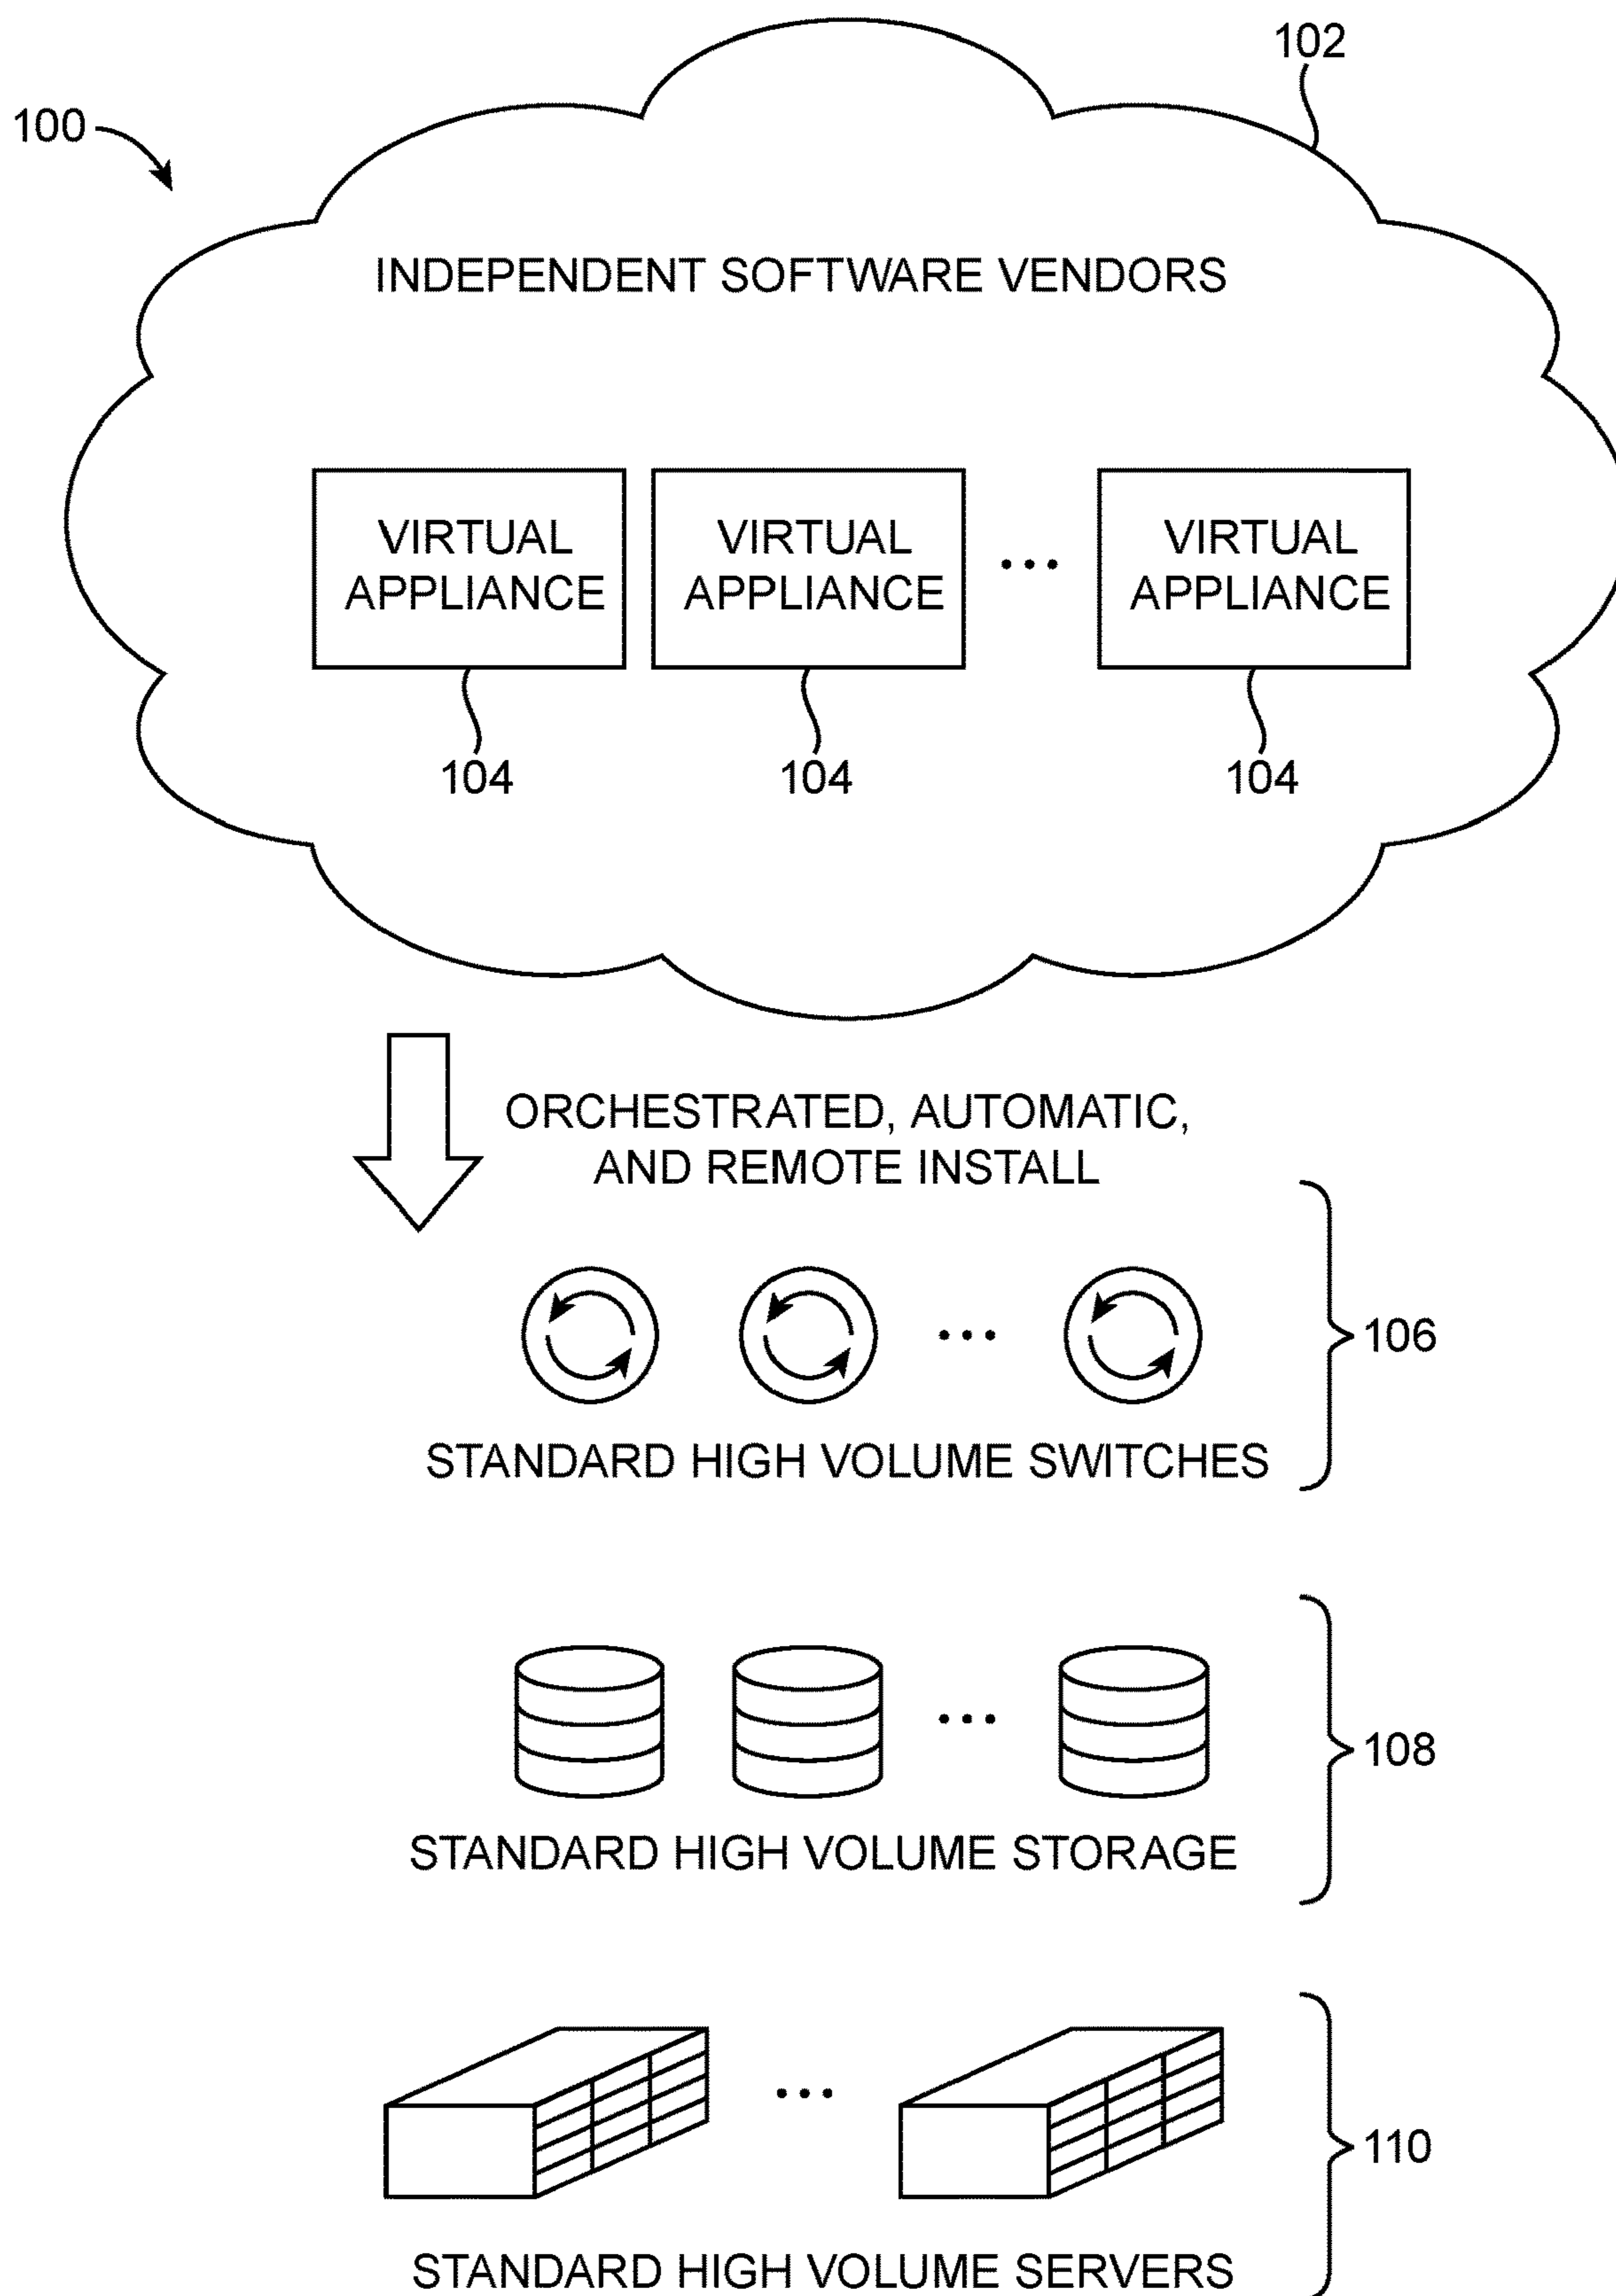 102
100
INDEPENDENT SOFTWARE VENDORS
VIRTUAL
APPLIANCE
VIRTUAL
APPLIANCE
...
VIRTUAL
APPLIANCE
104
104
104
ORCHESTRATED, AUTOMATIC,
AND REMOTE INSTALL
...
106
STANDARD HIGH VOLUME SWITCHES
...
108
STANDARD HIGH VOLUME STORAGE
...
110
STANDARD HIGH VOLUME SERVERS